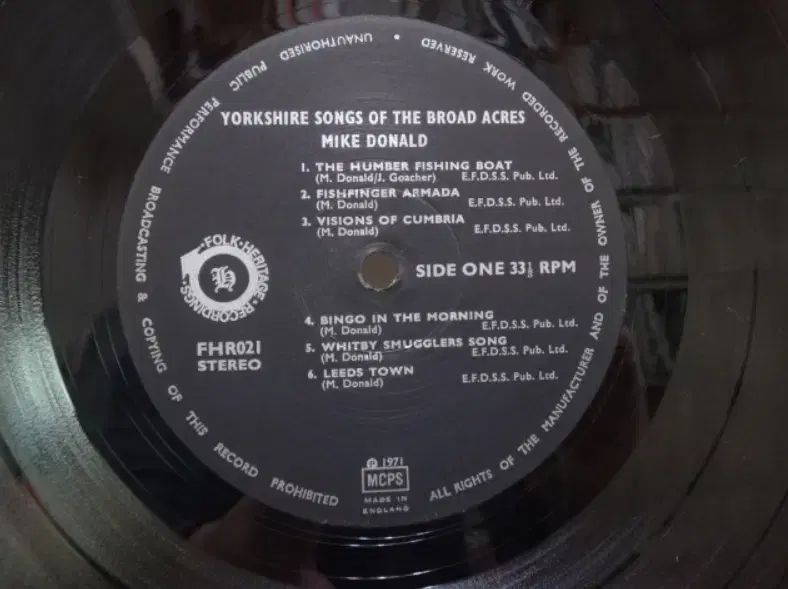 UNAUTHORISED PUBLIC PERFORMANCE BROADCASTING & COPYING OF THIS RECORD PROHIBITED
ALL RIGHTS OF THE MANUFACTURER AND OF THE OWNER OF THE RECORDED WORK RESERVED •
YORKSHIRE SONGS OF THE BROAD ACRES
MIKE DONALD
1. THE HUMBER FISHING BOAT
(M. Donald/J. Goacher) E.F.D.S.S. Pub. Ltd.
2. FISHFINGER ARMADA
(M. Donald) E.F.D.S.S. Pub. Ltd.
3. VISIONS OF CUMBRIA
(M. Donald) E.F.D.S.S. Pub. Ltd.
FOLK•HERITAGE•RECORDINGS•
H
SIDE ONE 33⅓ RPM
FHR021
STEREO
4. BINGO IN THE MORNING
(M. Donald) E.F.D.S.S. Pub. Ltd.
5. WHITBY SMUGGLERS SONG
(M. Donald) E.F.D.S.S. Pub. Ltd.
6. LEEDS TOWN
(M. Donald) E.F.D.S.S. Pub. Ltd.
℗ 1971
MCPS
MADE IN
ENGLAND